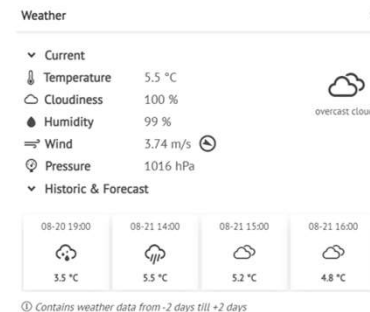 Weather
Current
Temperature 5.5 °C
Cloudiness 100 %
overcast clou
Humidity 99 %
Wind 3.74 m/s
Pressure 1016 hPa
Historic & Forecast
08-20 19:00 08-21 14:00 08-21 15:00 08-21 16:00
3.5 °C 5.5 °C 5.2 °C 4.8 °C
Contains weather data from -2 days till +2 days